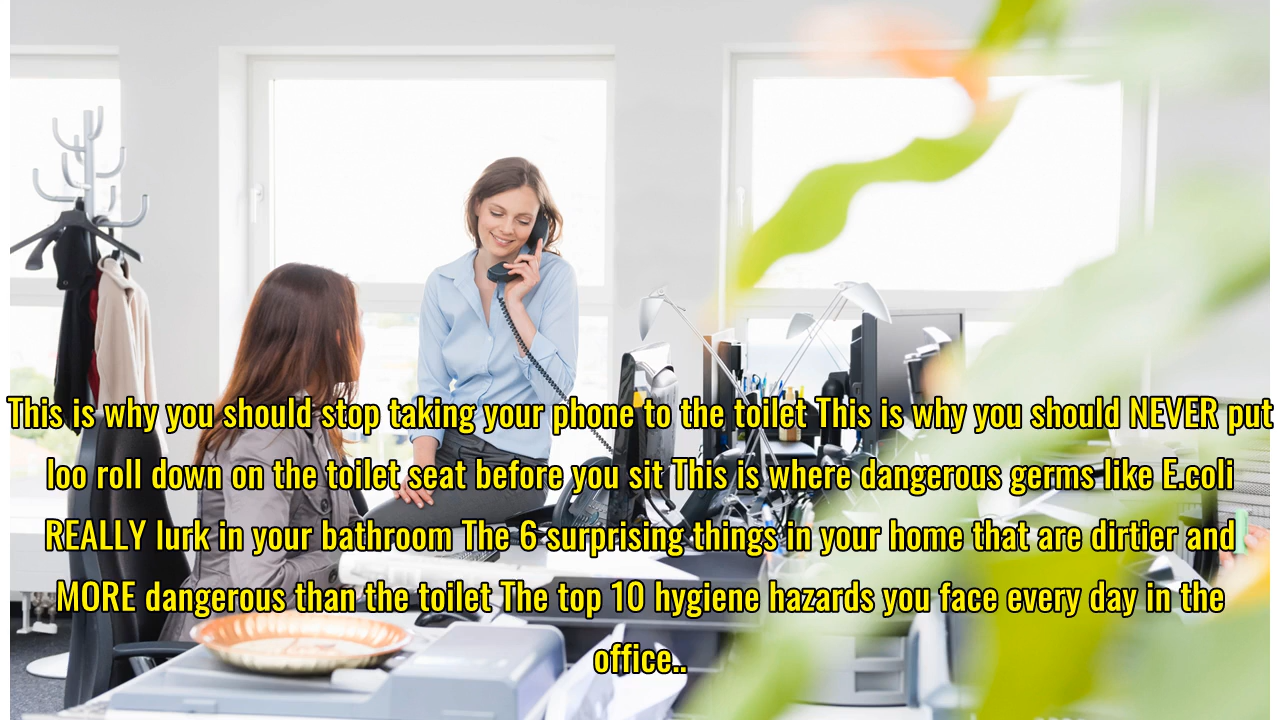 This is why you should stop taking your phone to the toilet This is why you should NEVER put
loo roll down on the toilet seat before you sit This is where dangerous germs like E.coli
REALLY lurk in your bathroom The 6 surprising things in your home that are dirtier and
MORE dangerous than the toilet The top 10 hygiene hazards you face every day in the
office..